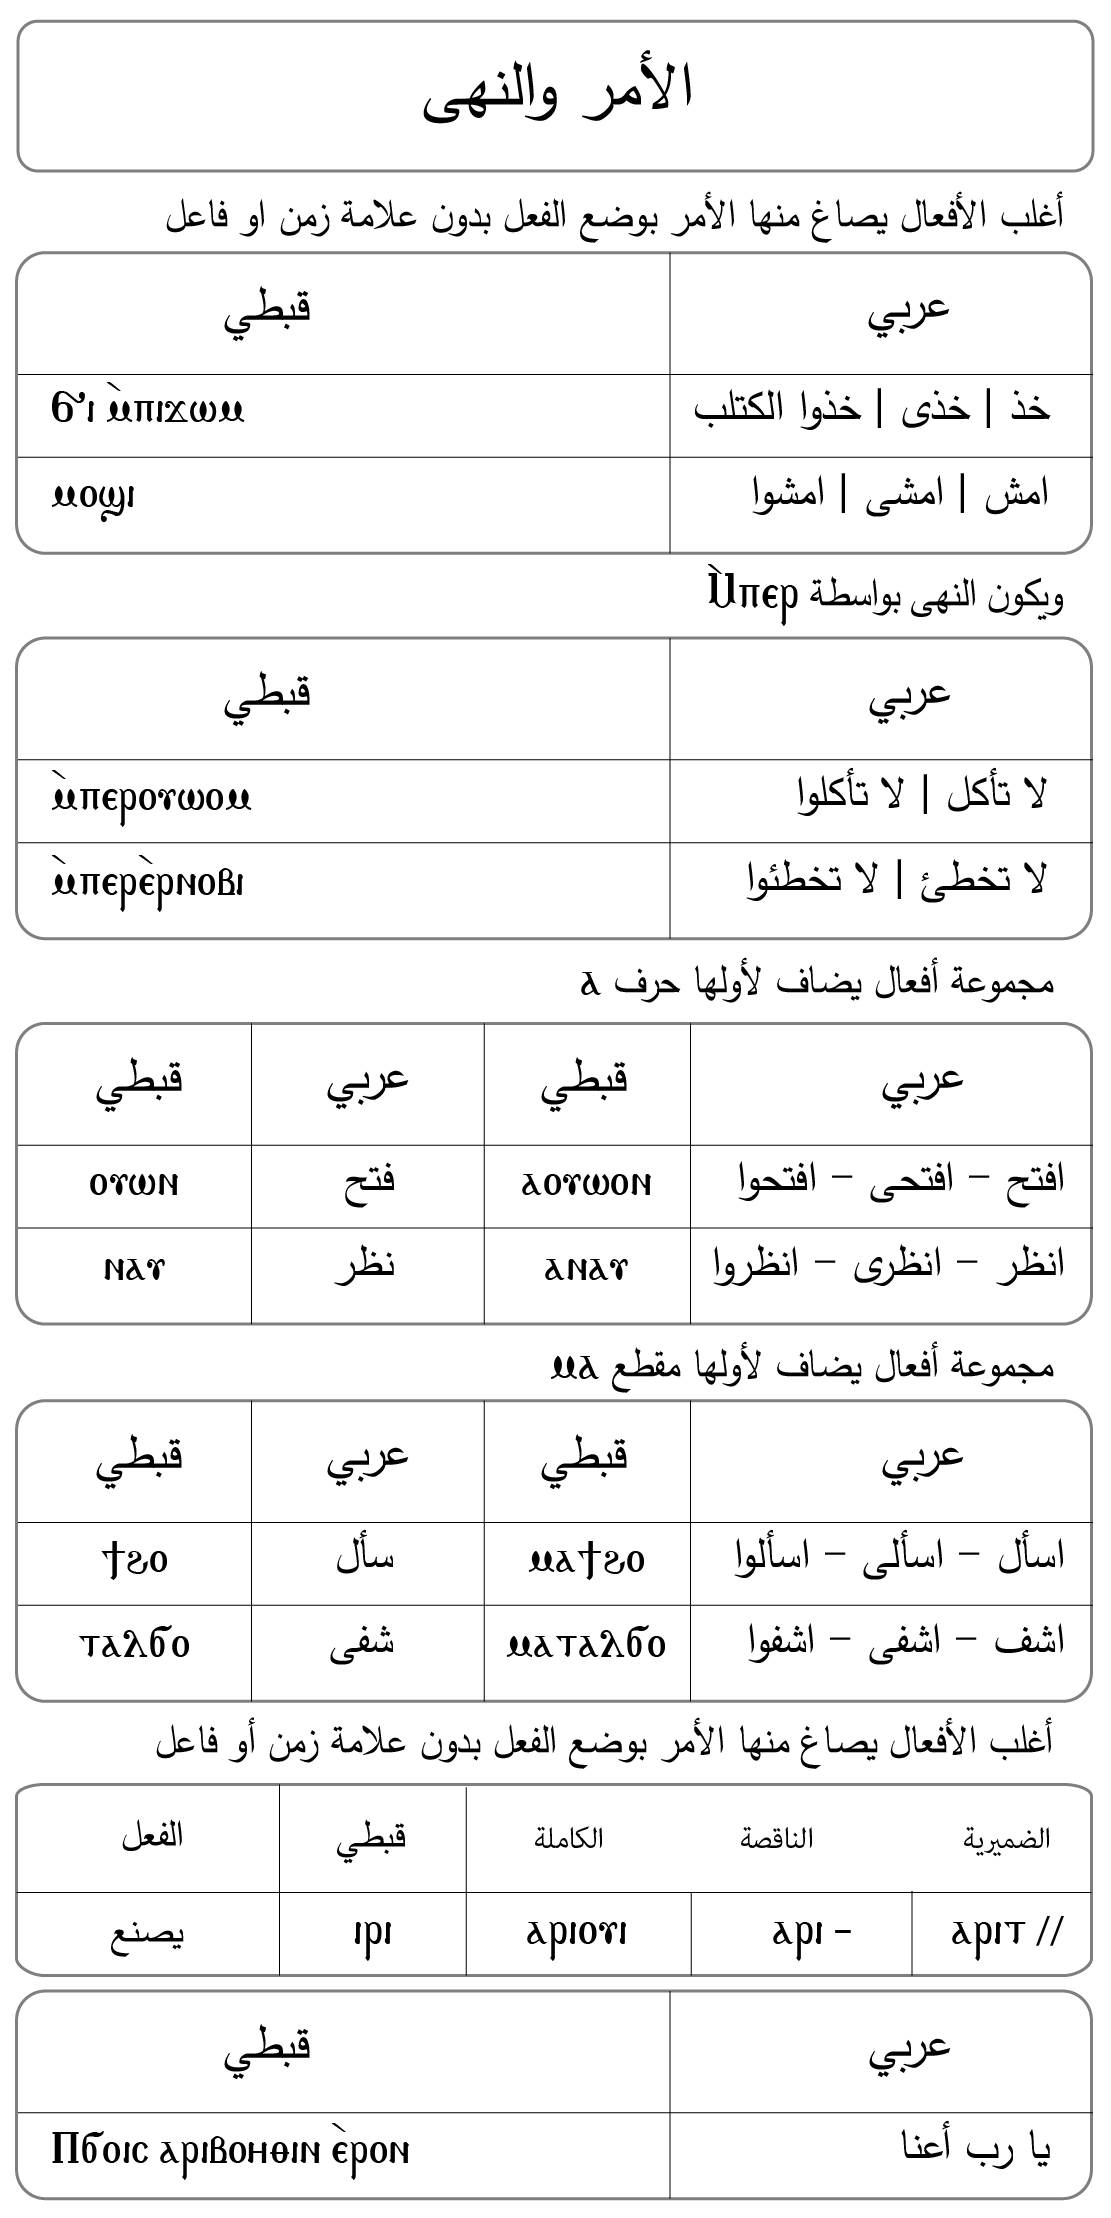 الأمر والنهى
أغلب الأفعال يصاغ منها الأمر بوضع الفعل بدون علامة زمن او فاعل
عربي قبطي
خذ | خذى | خذوا الكتلب ϭⲓ ⲙ̀ⲡⲓϫⲱⲙ
امش | امشى | امشوا ⲙⲟϣⲓ
ويكون النهى بواسطة Ⲙ̀ⲡⲉⲣ
عربي قبطي
لا تأكل | لا تأكلوا ⲙ̀ⲡⲉⲣⲟⲩⲱⲟⲙ
لا تخطئ | لا تخطئوا ⲙ̀ⲡⲉⲣⲉ̀ⲣⲛⲟⲃⲓ
مجموعة أفعال يضاف لأولها حرف ⲁ
عربي قبطي عربي قبطي
افتح – افتحى – افتحوا ⲁⲟⲩⲱⲟⲛ فتح ⲟⲩⲱⲛ
انظر – انظرى – انظروا ⲁⲛⲁⲩ نظر ⲛⲁⲩ
مجموعة أفعال يضاف لأولها مقطع ⲙⲁ
عربي قبطي عربي قبطي
اسأل – اسألى – اسألوا ⲙⲁϯϩⲟ سأل ϯϩⲟ
اشف – اشفى – اشفوا ⲙⲁⲧⲁⲗϭⲟ شفى ⲧⲁⲗϭⲟ
أغلب الأفعال يصاغ منها الأمر بوضع الفعل بدون علامة زمن أو فاعل
الضميرية الناقصة الكاملة قبطي الفعل
ⲁⲣⲓⲧ // ⲁⲣⲓ – ⲁⲣⲓⲟⲩⲓ ⲓⲣⲓ يصنع
عربي قبطي
يا رب أعنا Ⲡϭⲟⲓⲥ ⲁⲣⲓⲃⲟⲏⲑⲓⲛ ⲉ̀ⲣⲟⲛ